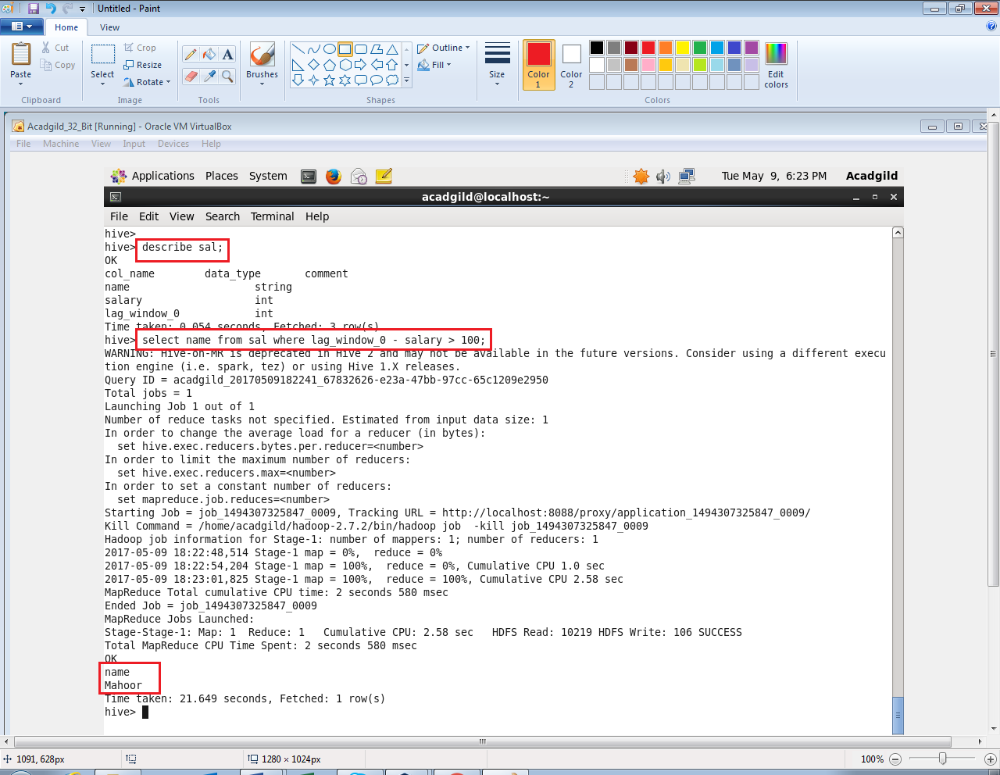 Untitled - Paint
Home View
Paste
Cut
Copy
Clipboard
Select
Crop
Resize
Rotate
Image
A
Tools
Brushes
Shapes
Outline
Fill
Size
Color 1
Color 2
Edit colors
Colors
Acadgild_32_Bit [Running] - Oracle VM VirtualBox
File Machine View Input Devices Help
Applications Places System Tue May 9, 6:23 PM Acadgild
acadgild@localhost:~
File Edit View Search Terminal Help
hive>
hive> describe sal;
OK
col_name data_type comment
name string
salary int
lag_window_0 int
Time taken: 0.054 seconds, Fetched: 3 row(s)
hive> select name from sal where lag_window_0 - salary > 100;
WARNING: Hive-on-MR is deprecated in Hive 2 and may not be available in the future versions. Consider using a different execu
tion engine (i.e. spark, tez) or using Hive 1.X releases.
Query ID = acadgild_20170509182241_67832626-e23a-47bb-97cc-65c1209e2950
Total jobs = 1
Launching Job 1 out of 1
Number of reduce tasks not specified. Estimated from input data size: 1
In order to change the average load for a reducer (in bytes):
set hive.exec.reducers.bytes.per.reducer=<number>
In order to limit the maximum number of reducers:
set hive.exec.reducers.max=<number>
In order to set a constant number of reducers:
set mapreduce.job.reduces=<number>
Starting Job = job_1494307325847_0009, Tracking URL = http://localhost:8088/proxy/application_1494307325847_0009/
Kill Command = /home/acadgild/hadoop-2.7.2/bin/hadoop job -kill job_1494307325847_0009
Hadoop job information for Stage-1: number of mappers: 1; number of reducers: 1
2017-05-09 18:22:48,514 Stage-1 map = 0%, reduce = 0%
2017-05-09 18:22:54,204 Stage-1 map = 100%, reduce = 0%, Cumulative CPU 1.0 sec
2017-05-09 18:23:01,825 Stage-1 map = 100%, reduce = 100%, Cumulative CPU 2.58 sec
MapReduce Total cumulative CPU time: 2 seconds 580 msec
Ended Job = job_1494307325847_0009
MapReduce Jobs Launched:
Stage-Stage-1: Map: 1 Reduce: 1 Cumulative CPU: 2.58 sec HDFS Read: 10219 HDFS Write: 106 SUCCESS
Total MapReduce CPU Time Spent: 2 seconds 580 msec
OK
name
Mahoor
Time taken: 21.649 seconds, Fetched: 1 row(s)
hive>
1091, 628px 1280 × 1024px 100%